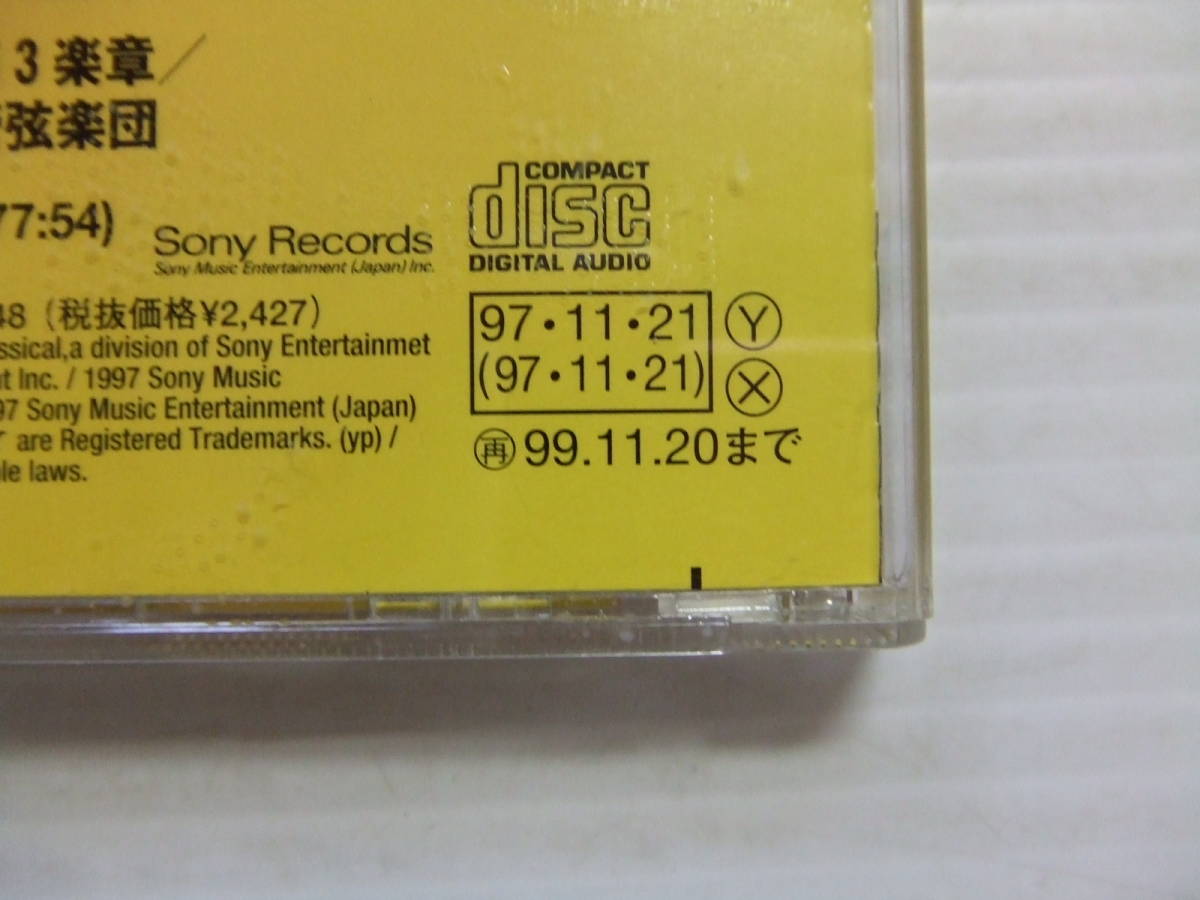 3 楽章／
弦楽団
77:54)
Sony Records
Sony Music Entertainment (Japan) Inc.
COMPACT
disc
DIGITAL AUDIO
48（税抜価格¥2,427）
ssical,a division of Sony Entertainmet
nt Inc. / 1997 Sony Music
97 Sony Music Entertainment (Japan)
are Registered Trademarks. (yp) /
le laws.
97・11・21 Ⓨ
(97・11・21) Ⓧ
㊢99.11.20まで